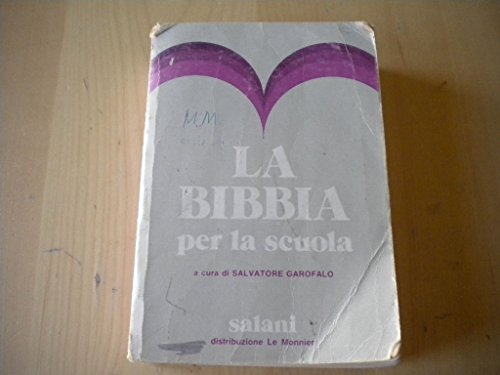 M.M.
LA
BIBBIA
per la scuola
a cura di SALVATORE GAROFALO
salani
distribuzione Le Monnier